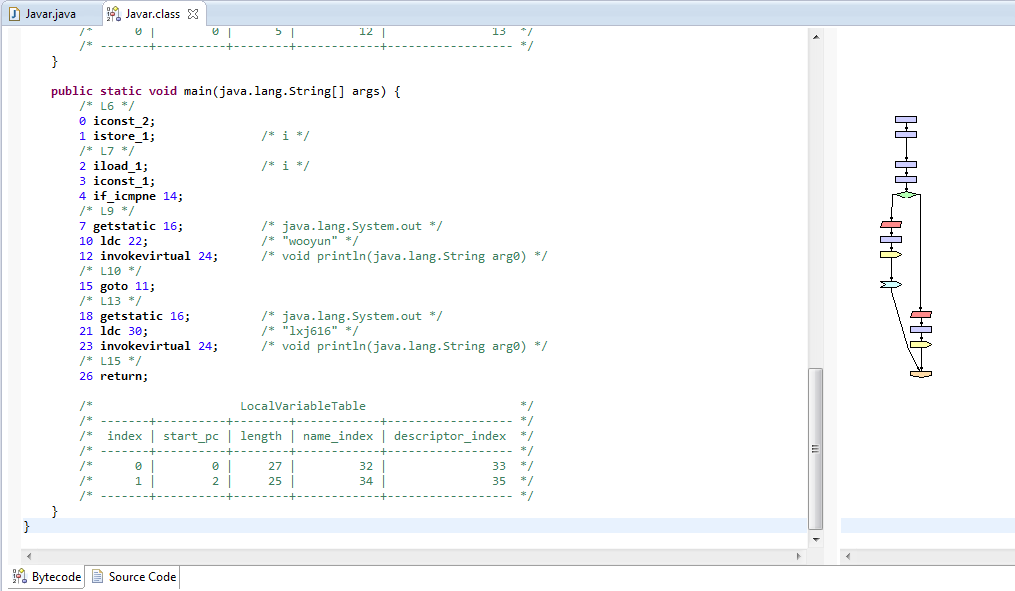 Javar.java Javar.class
/* 0 | 0 | 5 | 12 | 13 */
/* -------+----------+--------+------------+------------------ */
}
public static void main(java.lang.String[] args) {
/* L6 */
0 iconst_2;
1 istore_1; /* i */
/* L7 */
2 iload_1; /* i */
3 iconst_1;
4 if_icmpne 14;
/* L9 */
7 getstatic 16; /* java.lang.System.out */
10 ldc 22; /* "wooyun" */
12 invokevirtual 24; /* void println(java.lang.String arg0) */
/* L10 */
15 goto 11;
/* L13 */
18 getstatic 16; /* java.lang.System.out */
21 ldc 30; /* "lxj616" */
23 invokevirtual 24; /* void println(java.lang.String arg0) */
/* L15 */
26 return;
/* LocalVariableTable */
/* -------+----------+--------+------------+------------------ */
/* index | start_pc | length | name_index | descriptor_index */
/* -------+----------+--------+------------+------------------ */
/* 0 | 0 | 27 | 32 | 33 */
/* 1 | 2 | 25 | 34 | 35 */
/* -------+----------+--------+------------+------------------ */
}
}
Bytecode Source Code